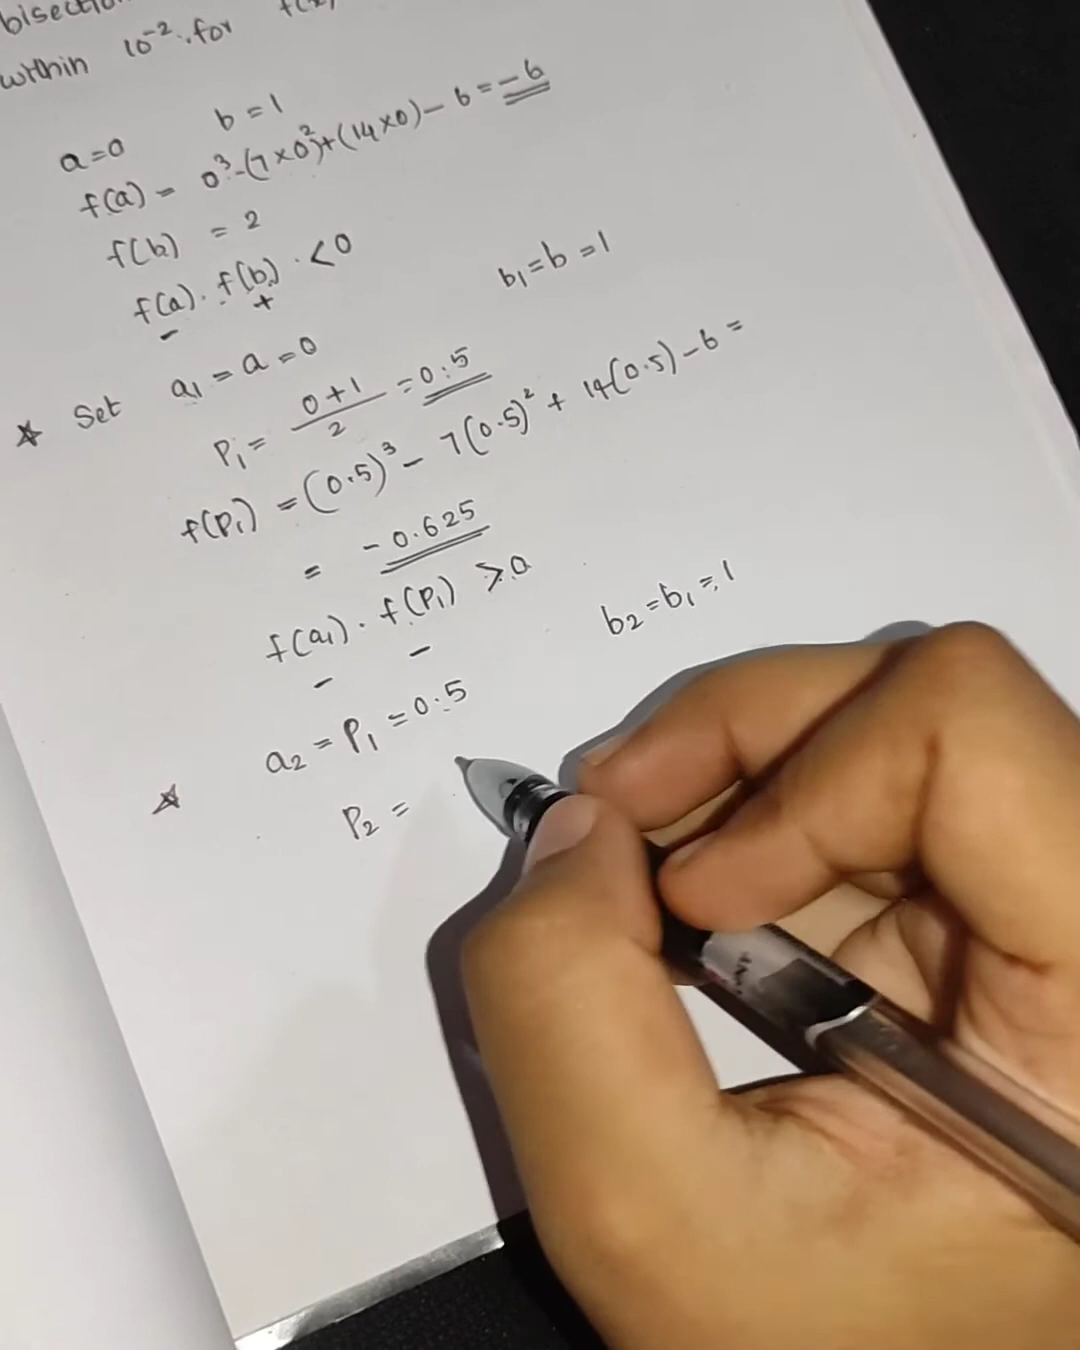 within 10⁻². for
a=0 b=1
f(a) = 0³-(7×0²)+(14×0)-6=-6
f(b) = 2
f(a). f(b) . <0
- +
* Set a₁ = a = 0 b₁=b=1
P₁ = 0+1/2 = 0.5
f(P₁) = (0.5)³ - 7(0.5)² + 14(0.5)-6 =
= -0.625
f(a₁). f(P₁) >0
- -
* a₂ = P₁ = 0.5 b₂=b₁=1
P₂ =